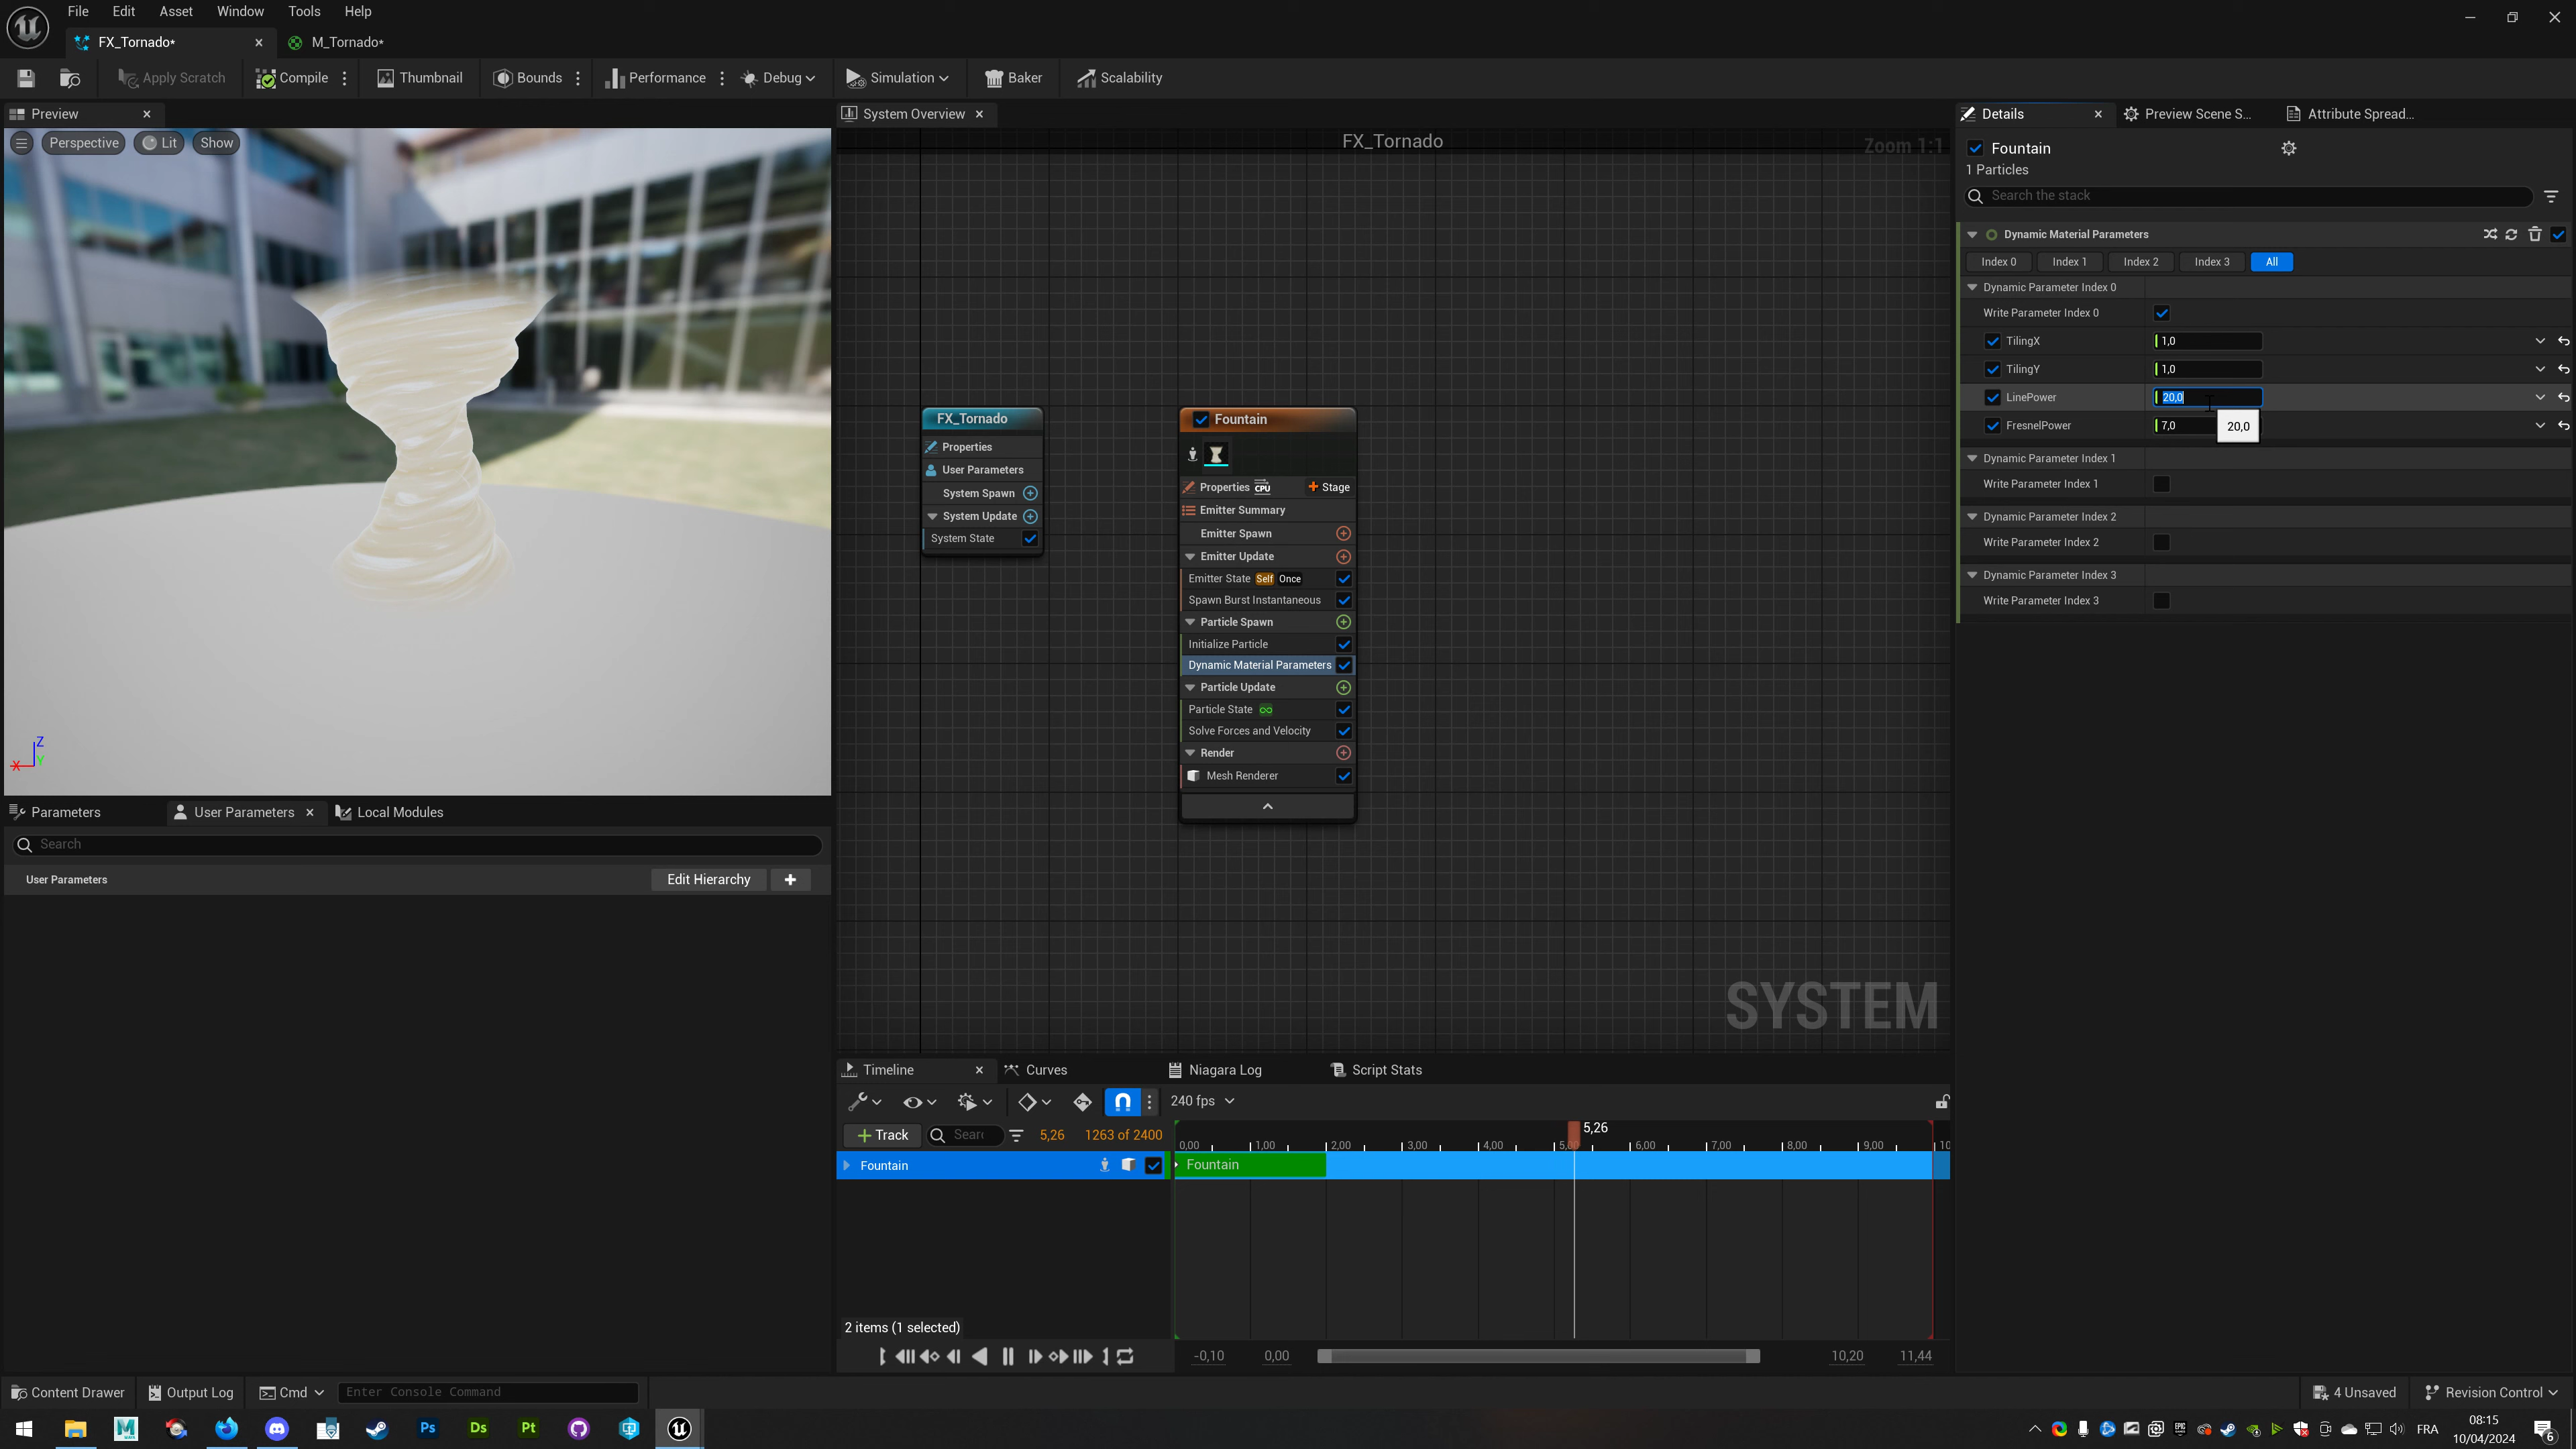 File Edit Asset Window Tools Help
FX_Tornado* M_Tornado*
Apply Scratch Compile Thumbnail Bounds Performance Debug Simulation Baker Scalability
Preview
Perspective Lit Show
Z
X Y
Parameters User Parameters Local Modules
Search
User Parameters Edit Hierarchy
System Overview
FX_Tornado
Zoom 1:1
FX_Tornado
Properties
User Parameters
System Spawn
System Update
System State
Fountain
Properties CPU Stage
Emitter Summary
Emitter Spawn
Emitter Update
Emitter State Self Once
Spawn Burst Instantaneous
Particle Spawn
Initialize Particle
Dynamic Material Parameters
Particle Update
Particle State
Solve Forces and Velocity
Render
Mesh Renderer
SYSTEM
Timeline Curves Niagara Log Script Stats
240 fps
Track Sear 5,26 1263 of 2400
5,26
0,00 1,00 2,00 3,00 4,00 5,00 6,00 7,00 8,00 9,00 10
Fountain Fountain
2 items (1 selected)
-0,10 0,00 10,20 11,44
Details Preview Scene S... Attribute Spread...
Fountain
1 Particles
Search the stack
Dynamic Material Parameters
Index 0 Index 1 Index 2 Index 3 All
Dynamic Parameter Index 0
Write Parameter Index 0
TilingX 1,0
TilingY 1,0
LinePower 20,0
FresnelPower 7,0
20,0
Dynamic Parameter Index 1
Write Parameter Index 1
Dynamic Parameter Index 2
Write Parameter Index 2
Dynamic Parameter Index 3
Write Parameter Index 3
Content Drawer Output Log Cmd Enter Console Command 4 Unsaved Revision Control
M Ps Ds Pt FRA
08:15
10/04/2024 6